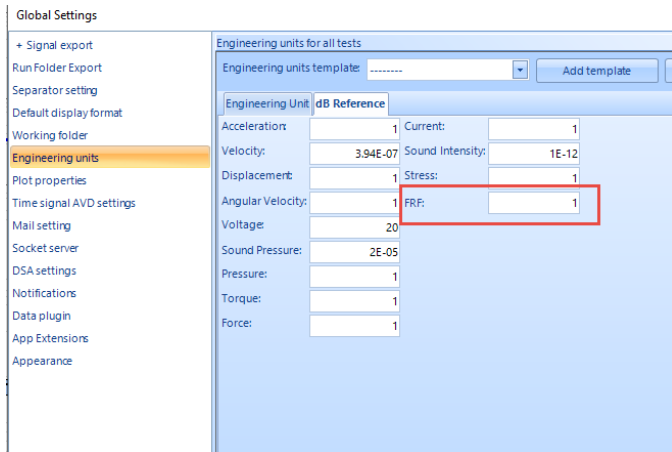 Global Settings
+ Signal export
Run Folder Export
Separator setting
Default display format
Working folder
Engineering units
Plot properties
Time signal AVD settings
Mail setting
Socket server
DSA settings
Notifications
Data plugin
App Extensions
Appearance
Engineering units for all tests
Engineering units template: --------
Add template
Engineering Unit dB Reference
Acceleration: 1 Current: 1
Velocity: 3.94E-07 Sound Intensity: 1E-12
Displacement: 1 Stress: 1
Angular Velocity: 1 FRF: 1
Voltage: 20
Sound Pressure: 2E-05
Pressure: 1
Torque: 1
Force: 1